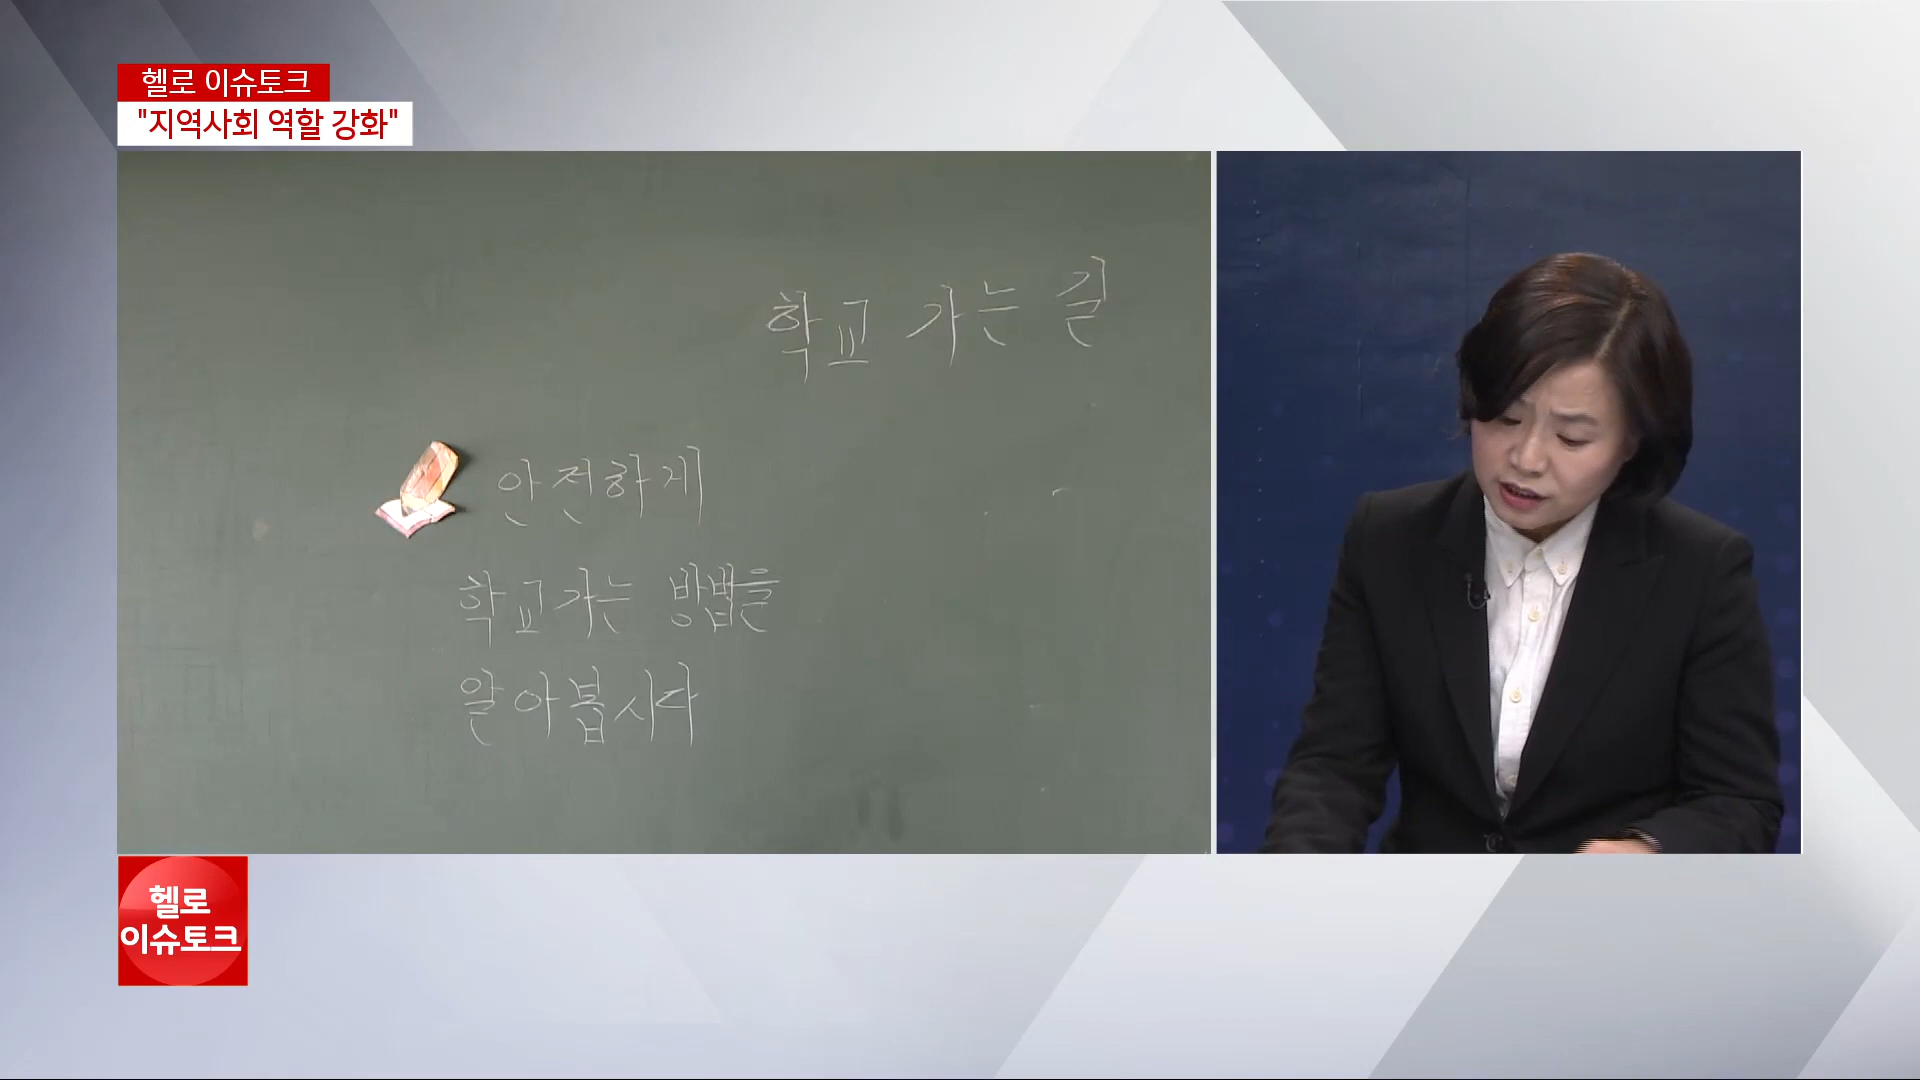 헬로 이슈토크
"지역사회 역할 강화"
학교 가는 길
안전하게
학교가는 방법을
알아봅시다
헬로
이슈토크